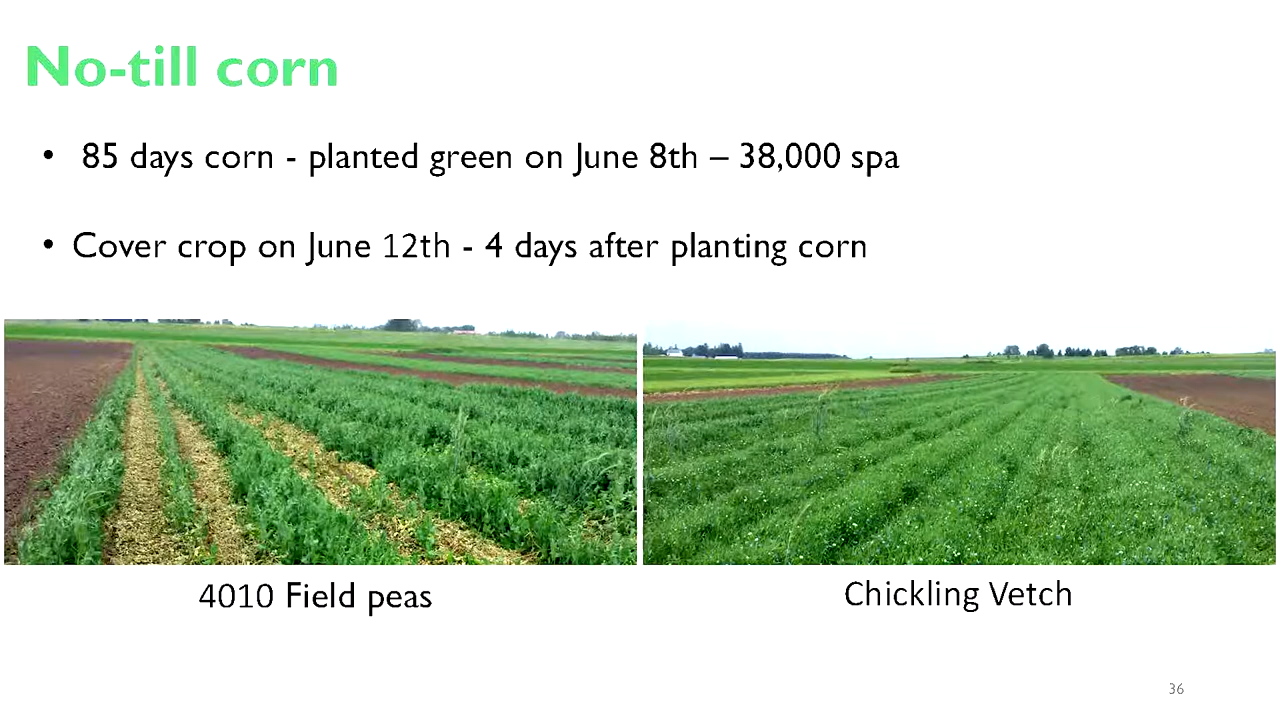 No-till corn
• 85 days corn - planted green on June 8th – 38,000 spa
• Cover crop on June 12th - 4 days after planting corn
4010 Field peas
Chickling Vetch
36